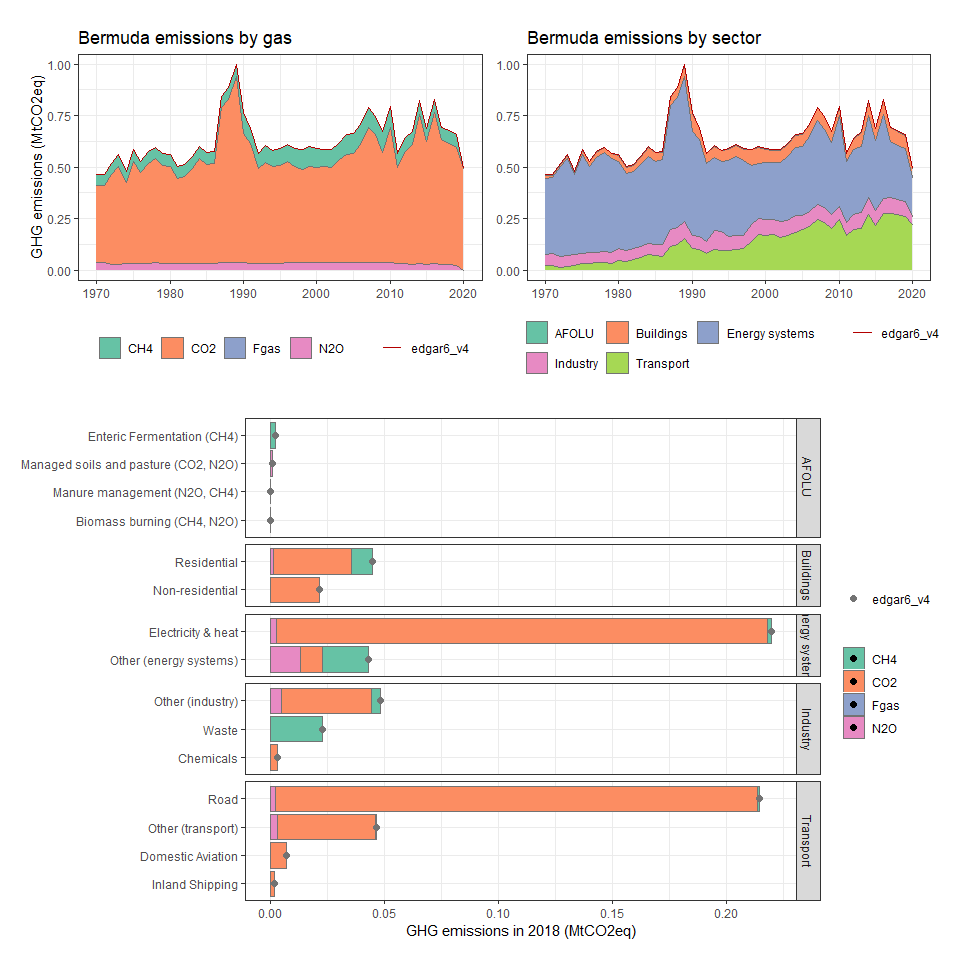 Bermuda emissions by gas
GHG emissions (MtCO2eq)
1.00
0.75
0.50
0.25
0.00
1970
1980
1990
2000
2010
2020
CH4
CO2
Fgas
N2O
edgar6_v4
Bermuda emissions by sector
1.00
0.75
0.50
0.25
0.00
1970
1980
1990
2000
2010
2020
AFOLU
Buildings
Energy systems
edgar6_v4
Industry
Transport
Enteric Fermentation (CH4)
Managed soils and pasture (CO2, N2O)
Manure management (N2O, CH4)
Biomass burning (CH4, N2O)
AFOLU
Residential
Non-residential
Buildings
Electricity & heat
Other (energy systems)
ergy system
Other (industry)
Waste
Chemicals
Industry
Road
Other (transport)
Domestic Aviation
Inland Shipping
Transport
0.00
0.05
0.10
0.15
0.20
GHG emissions in 2018 (MtCO2eq)
edgar6_v4
CH4
CO2
Fgas
N2O